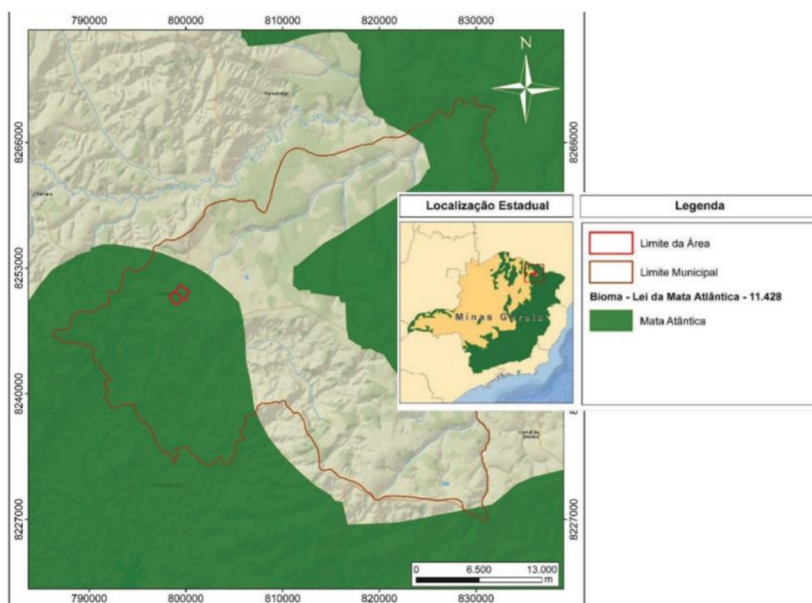 790000 800000 810000 820000 830000
N
8266000
8266000
8253000
8253000
8240000
8227000
8227000
Localização Estadual
Minas Gerais
Legenda
Limite da Área
Limite Municipal
Bioma - Lei da Mata Atlântica - 11.428
Mata Atlântica
0 6.500 13.000
m
790000 800000 810000 820000 830000